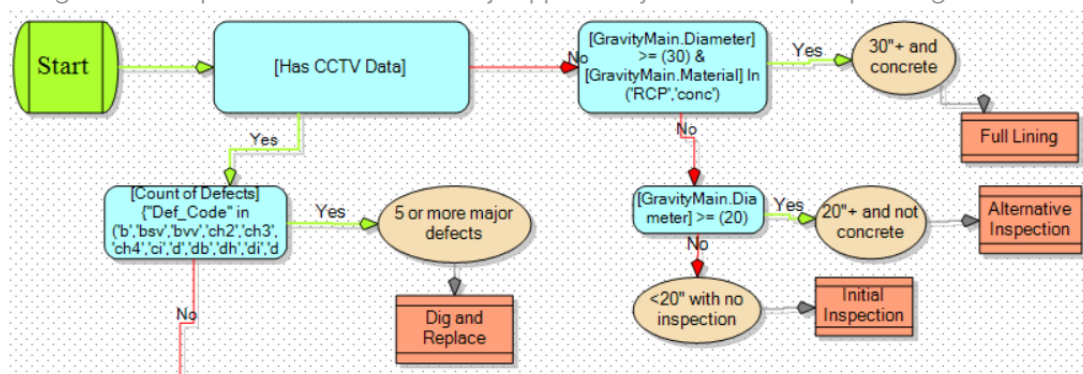 Start
[Has CCTV Data]
No
[GravityMain.Diameter]
>= (30) &
[GravityMain.Material] In
('RCP','conc')
Yes
30"+ and
concrete
Full Lining
Yes
No
[Count of Defects]
{"Def_Code" in
('b','bsv','bvv','ch2','ch3',
'ch4','ci','d','db','dh','di','d
Yes
5 or more major
defects
[GravityMain.Dia
meter] >= (20)
Yes
20"+ and not
concrete
Alternative
Inspection
No
No
Dig and
Replace
<20" with no
inspection
Initial
Inspection